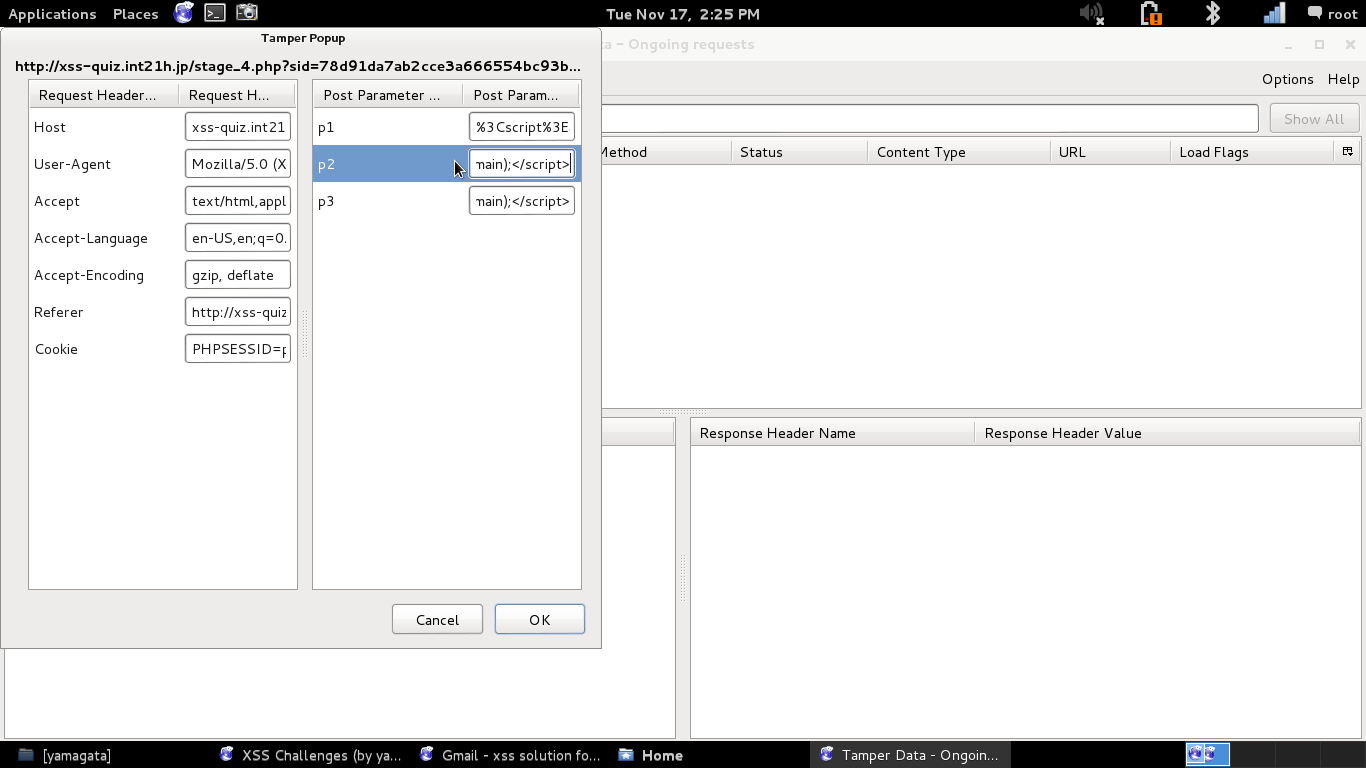 Applications Places Tue Nov 17, 2:25 PM root
Tamper Popup
ta - Ongoing requests
http://xss-quiz.int21h.jp/stage_4.php?sid=78d91da7ab2cce3a666554bc93b...
Options Help
Request Header... Request H... Post Parameter ... Post Param...
Host xss-quiz.int21 p1 %3Cscript%3E Show All
User-Agent Mozilla/5.0 (X p2 main);</script> Method Status Content Type URL Load Flags
Accept text/html,appl p3 main);</script>
Accept-Language en-US,en;q=0.
Accept-Encoding gzip, deflate
Referer http://xss-quiz
Cookie PHPSESSID=p
Response Header Name Response Header Value
Cancel OK
[yamagata] XSS Challenges (by ya... Gmail - xss solution fo... Home Tamper Data - Ongoin...